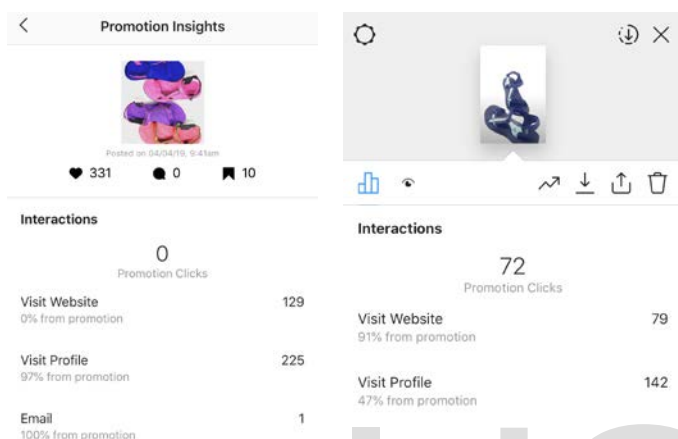 Promotion Insights
Posted on 04/04/19, 9:41am
331 0 10
Interactions
0
Promotion Clicks
Visit Website 129
0% from promotion
Visit Profile 225
97% from promotion
Email 1
100% from promotion
Interactions
72
Promotion Clicks
Visit Website 79
91% from promotion
Visit Profile 142
47% from promotion